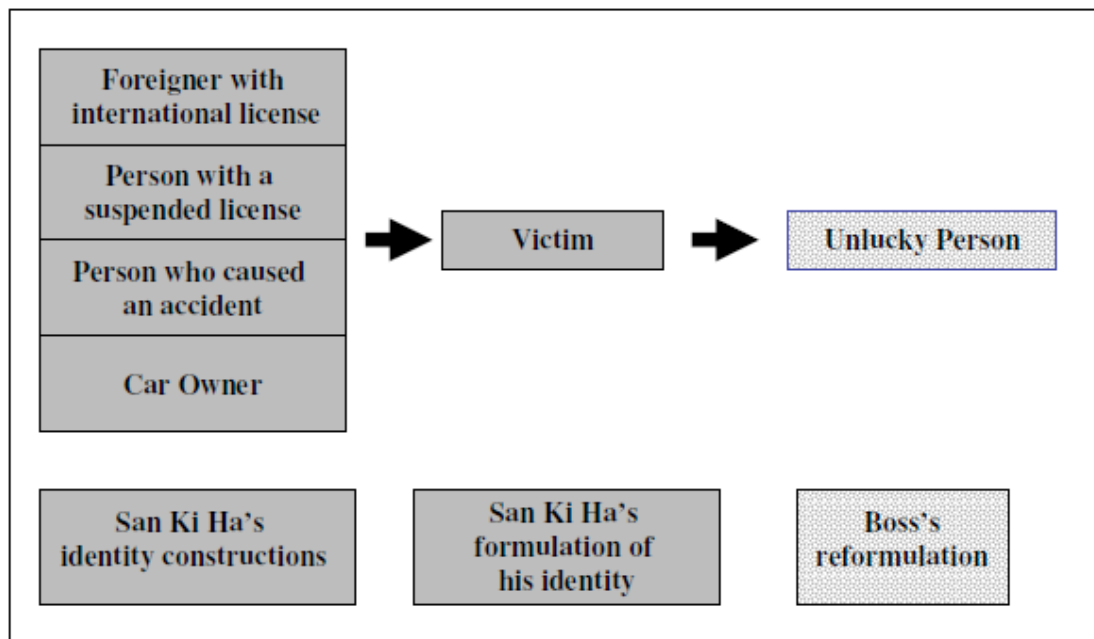 Foreigner with
international license
Person with a
suspended license
Person who caused
an accident
Car Owner
Victim
Unlucky Person
San Ki Ha's
identity constructions
San Ki Ha's
formulation of
his identity
Boss's
reformulation